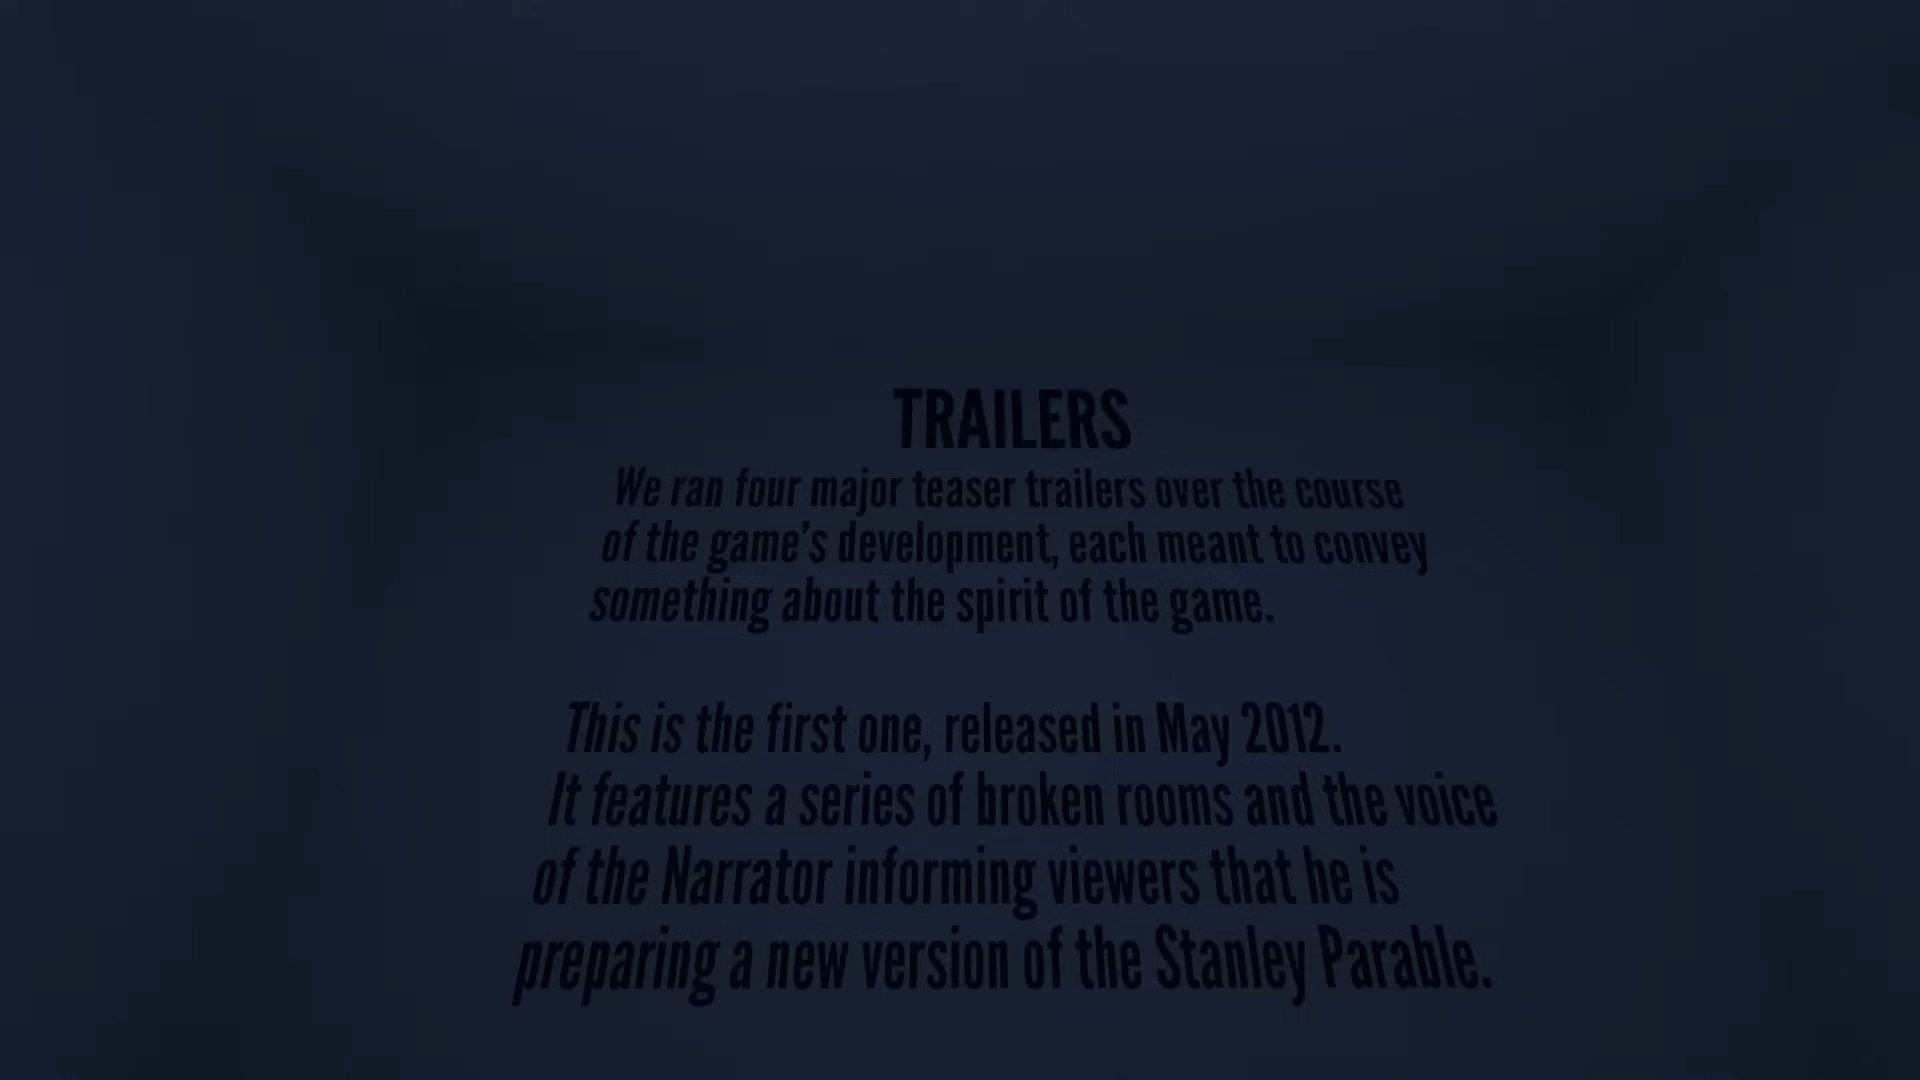 TRAILERS
We ran four major teaser trailers over the course
of the game's development, each meant to convey
something about the spirit of the game.
This is the first one, released in May 2012.
It features a series of broken rooms and the voice
of the Narrator informing viewers that he is
preparing a new version of the Stanley Parable.